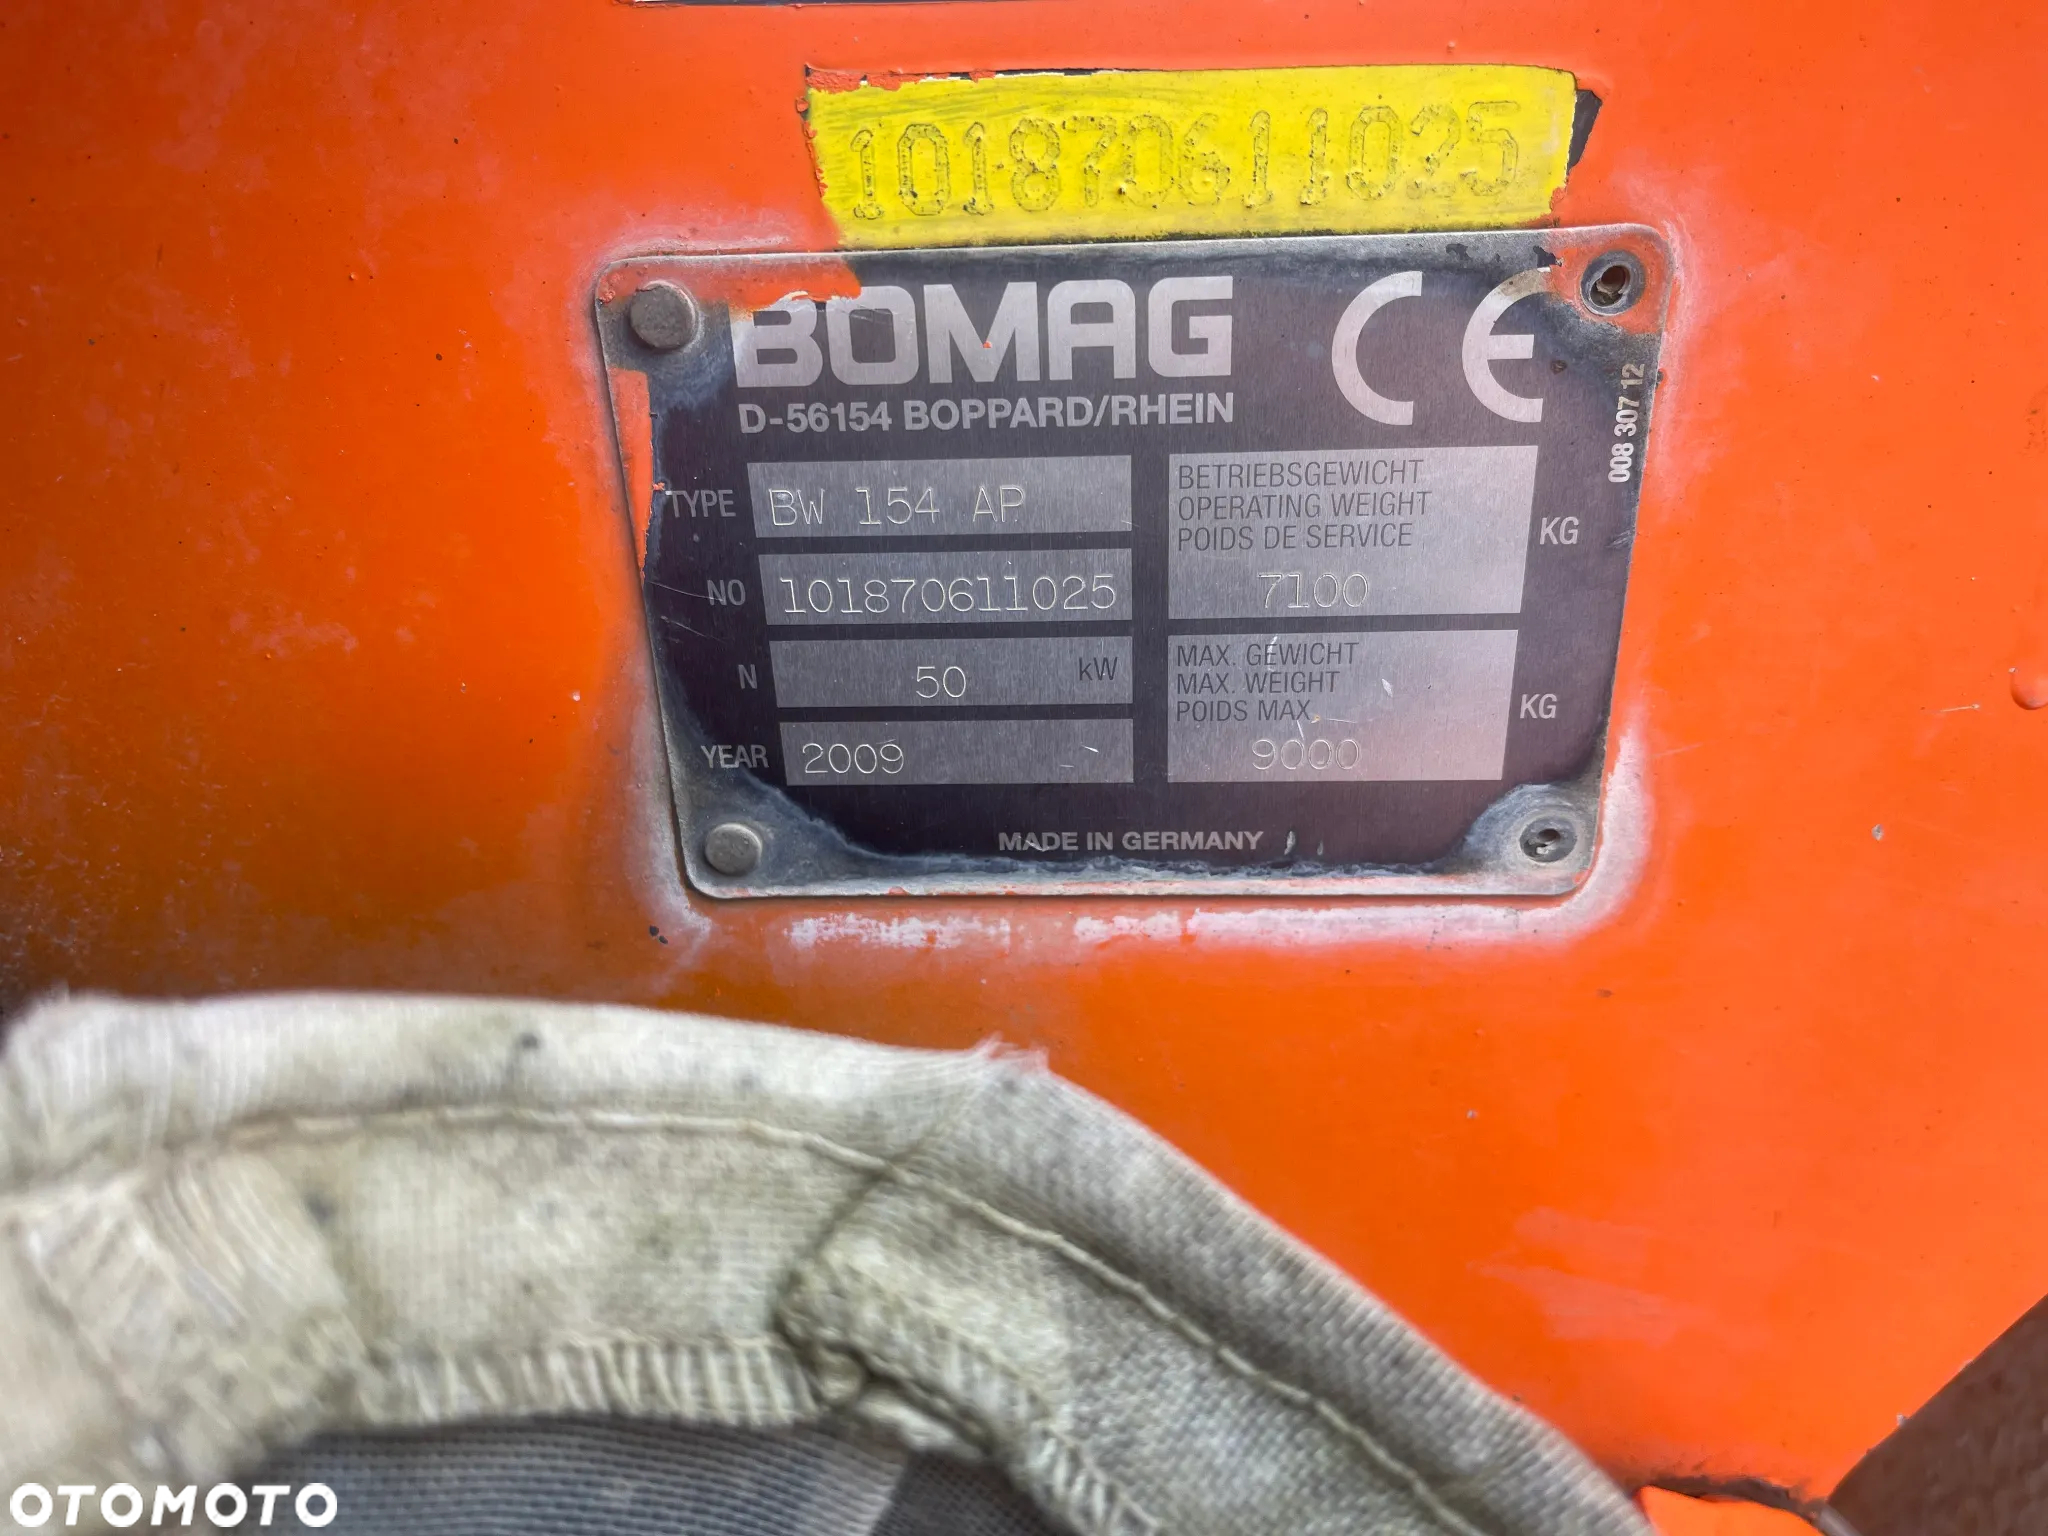 101870611025
BOMAG
CE
D-56154 BOPPARD/RHEIN
008 307 12
TYPE BW 154 AP
NO 101870611025
N 50 kW
YEAR 2009
BETRIEBSGEWICHT
OPERATING WEIGHT
POIDS DE SERVICE
7100 KG
MAX. GEWICHT
MAX. WEIGHT
POIDS MAX.
9000 KG
MADE IN GERMANY
OTOMOTO